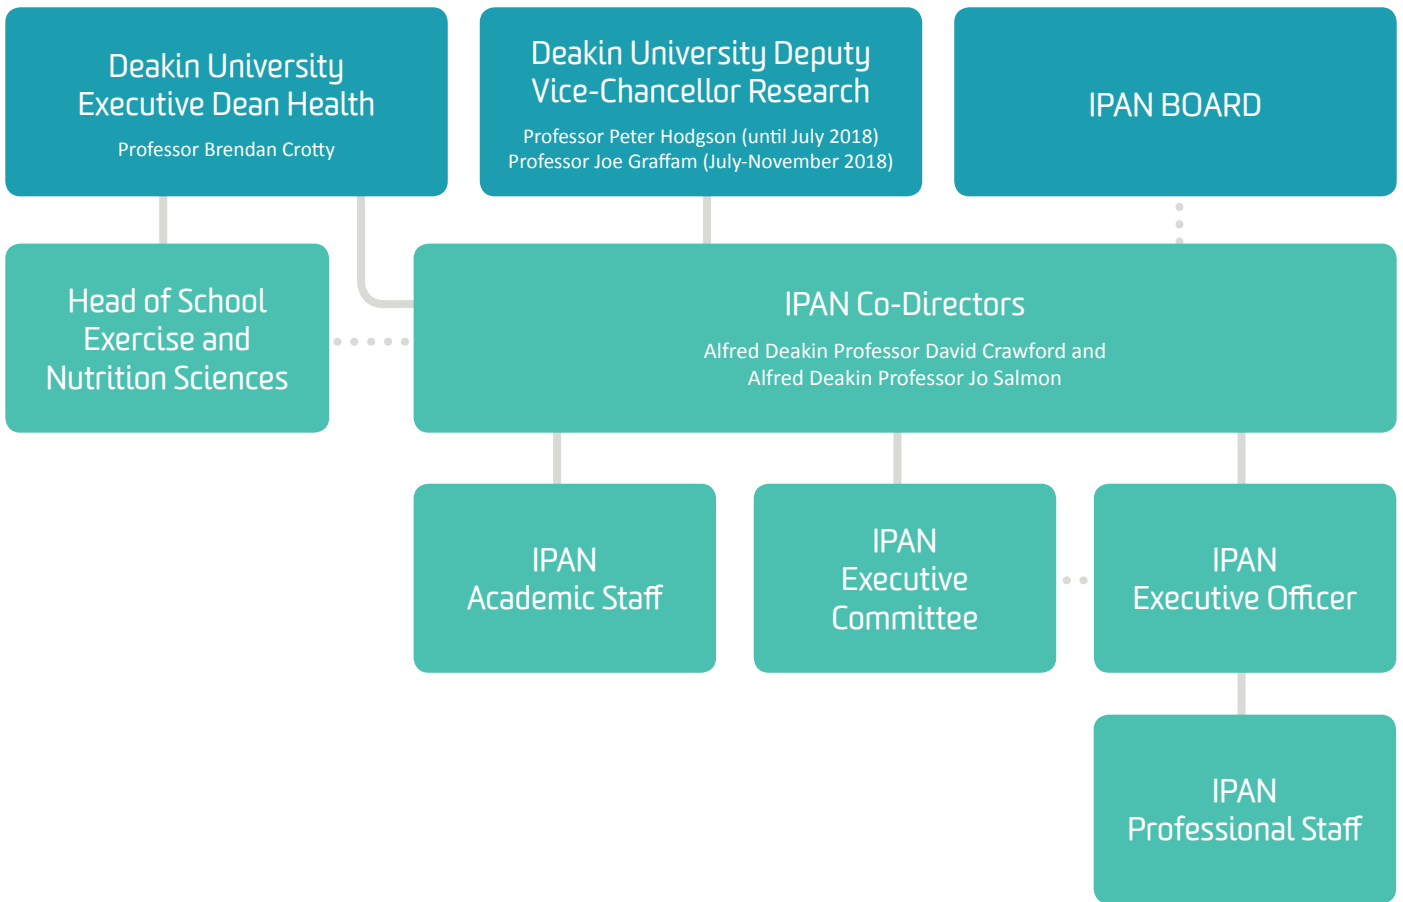 Deakin University
Executive Dean Health
Professor Brendan Crotty
Deakin University Deputy
Vice-Chancellor Research
Professor Peter Hodgson (until July 2018)
Professor Joe Graffam (July-November 2018)
IPAN BOARD
Head of School
Exercise and
Nutrition Sciences
IPAN Co-Directors
Alfred Deakin Professor David Crawford and
Alfred Deakin Professor Jo Salmon
IPAN
Academic Staff
IPAN
Executive
Committee
IPAN
Executive Officer
IPAN
Professional Staff